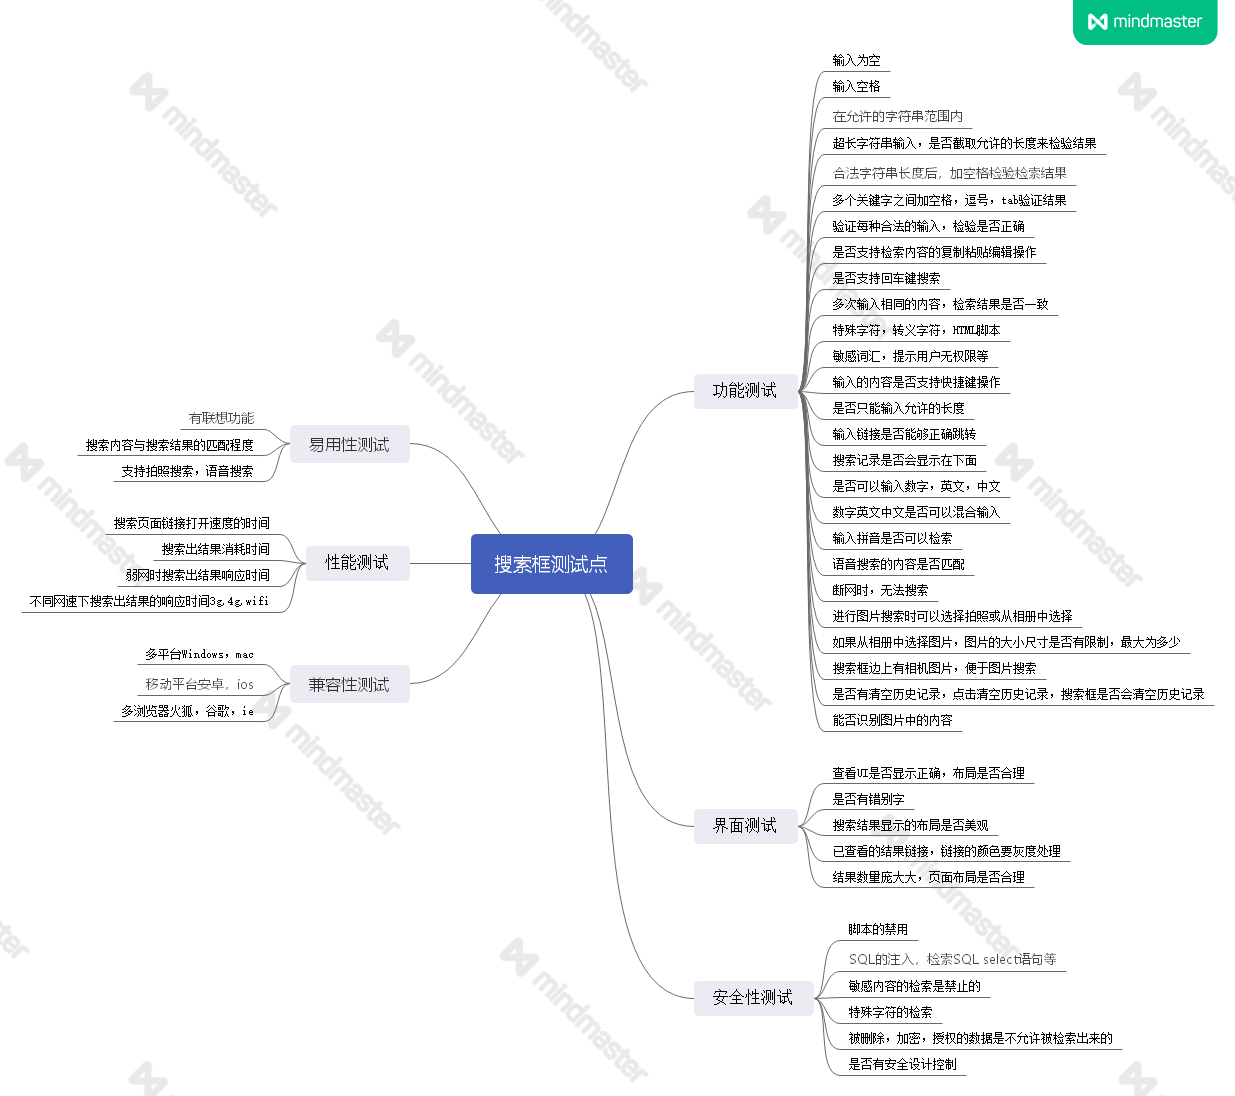 mindmaster
搜索框测试点
功能测试
输入为空
输入空格
在允许的字符串范围内
超长字符串输入，是否截取允许的长度来检验结果
合法字符串长度后，加空格检验检索结果
多个关键字之间加空格，逗号，tab验证结果
验证每种合法的输入，检验是否正确
是否支持检索内容的复制粘贴编辑操作
是否支持回车键搜索
多次输入相同的内容，检索结果是否一致
特殊字符，转义字符，HTML脚本
敏感词汇，提示用户无权限等
输入的内容是否支持快捷键操作
是否只能输入允许的长度
输入链接是否能够正确跳转
搜索记录是否会显示在下面
是否可以输入数字，英文，中文
数字英文中文是否可以混合输入
输入拼音是否可以检索
语音搜索的内容是否匹配
断网时，无法搜索
进行图片搜索时可以选择拍照或从相册中选择
如果从相册中选择图片，图片的大小尺寸是否有限制，最大为多少
搜索框边上有相机图片，便于图片搜索
是否有清空历史记录，点击清空历史记录，搜索框是否会清空历史记录
能否识别图片中的内容
界面测试
查看UI是否显示正确，布局是否合理
是否有错别字
搜索结果显示的布局是否美观
已查看的结果链接，链接的颜色要灰度处理
结果数量庞大大，页面布局是否合理
安全性测试
脚本的禁用
SQL的注入，检索SQL select语句等
敏感内容的检索是禁止的
特殊字符的检索
被删除，加密，授权的数据是不允许被检索出来的
是否有安全设计控制
易用性测试
有联想功能
搜索内容与搜索结果的匹配程度
支持拍照搜索，语音搜索
性能测试
搜索页面链接打开速度的时间
搜索出结果消耗时间
弱网时搜索出结果响应时间
不同网速下搜索出结果的响应时间3g,4g,wifi
兼容性测试
多平台Windows，mac
移动平台安卓，ios
多浏览器火狐，谷歌，ie
mindmaster
mindmaster
mindmaster
mindmaster
mindmaster
mindmaster
mindmaster
mindmaster
mindmaster
mindmaster
mindmaster